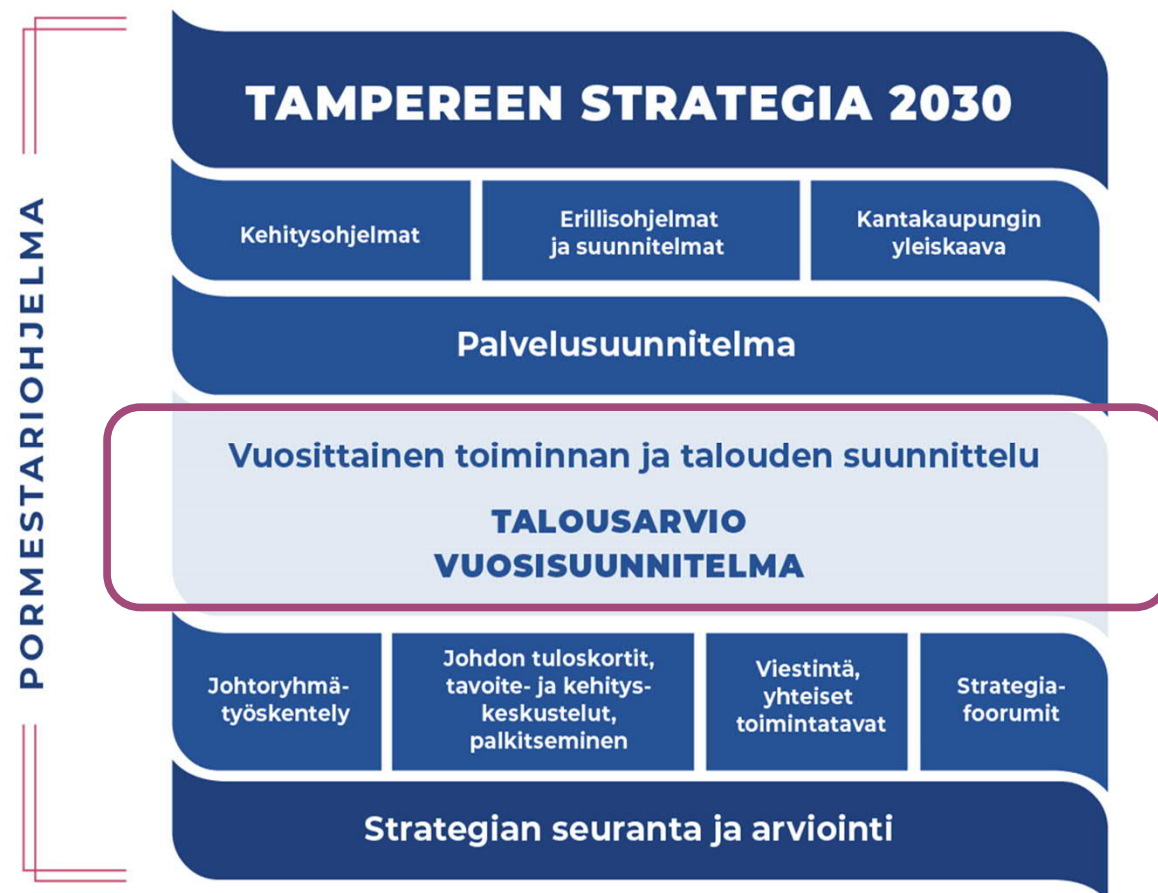 PORMESTARIOHJELMA
TAMPEREEN STRATEGIA 2030
Kehitysohjelmat
Erillisohjelmat
ja suunnitelmat
Kantakaupungin
yleiskaava
Palvelusuunnitelma
Vuosittainen toiminnan ja talouden suunnittelu
TALOUSARVIO
VUOSISUUNNITELMA
Johtoryhmä-
työskentely
Johdon tuloskortit,
tavoite- ja kehitys-
keskustelut,
palkitseminen
Viestintä,
yhteiset
toimintatavat
Strategia-
foorumit
Strategian seuranta ja arviointi